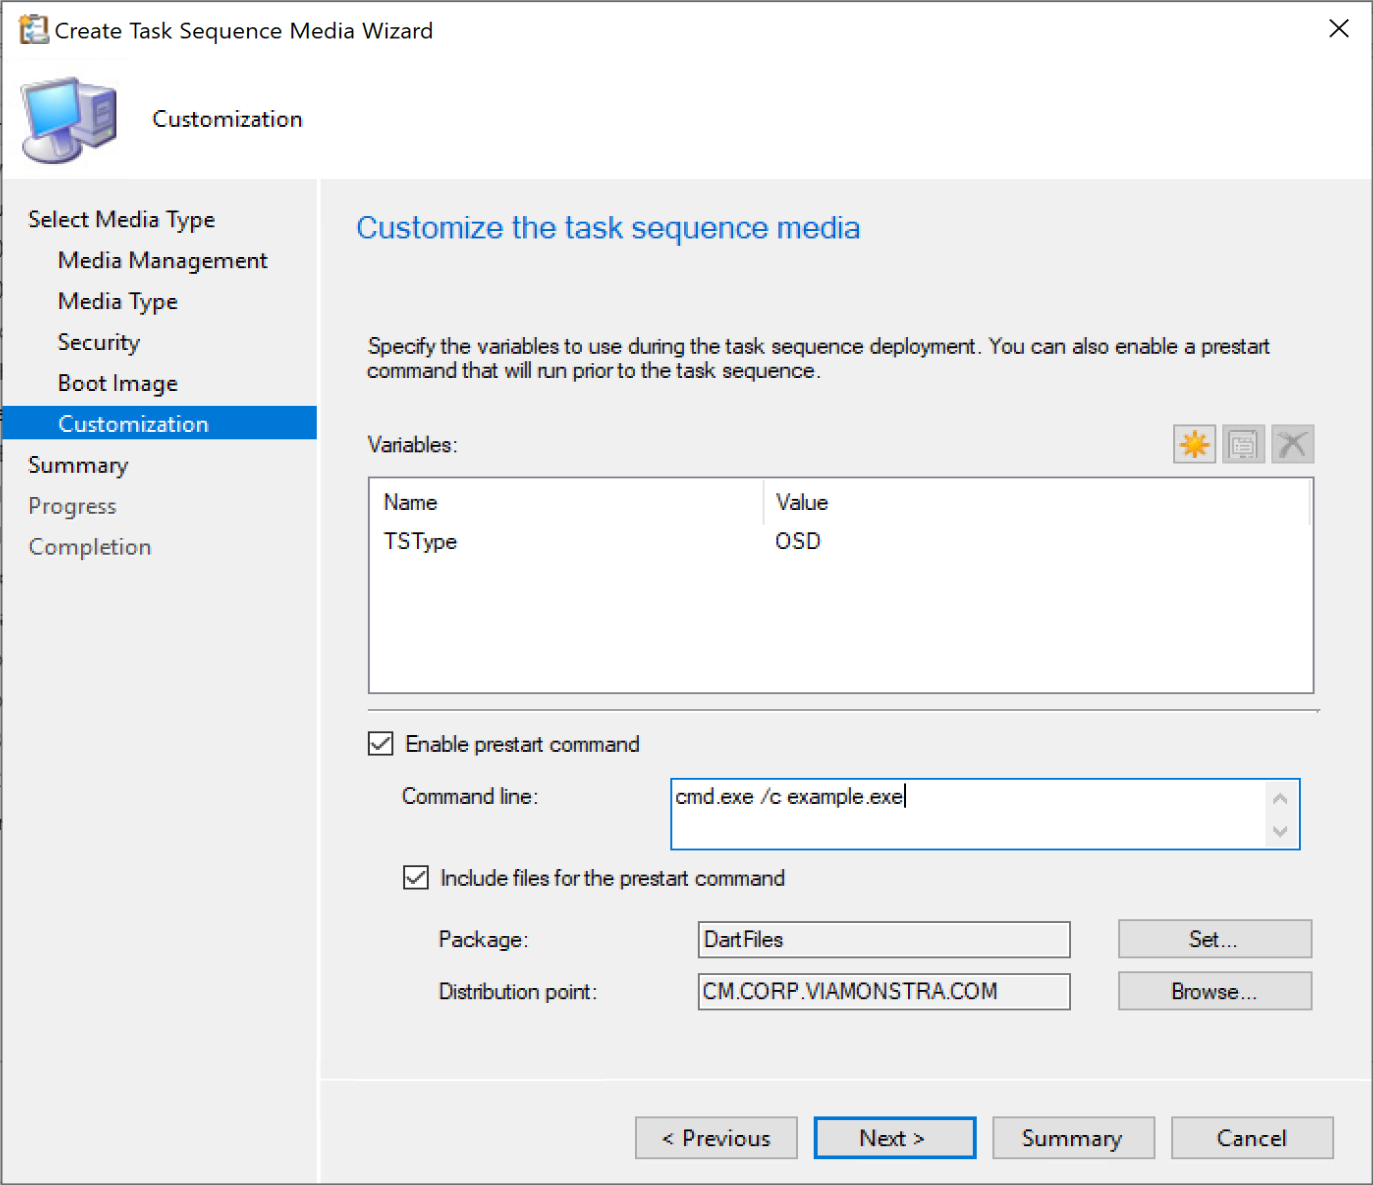 Create Task Sequence Media Wizard
Customization
Select Media Type
Media Management
Media Type
Security
Boot Image
Customization
Summary
Progress
Completion
Customize the task sequence media
Specify the variables to use during the task sequence deployment. You can also enable a prestart
command that will run prior to the task sequence.
Variables:
Name Value
TSType OSD
Enable prestart command
Command line: cmd.exe /c example.exe
Include files for the prestart command
Package: DartFiles Set...
Distribution point: CM.CORP.VIAMONSTRA.COM Browse...
< Previous Next > Summary Cancel